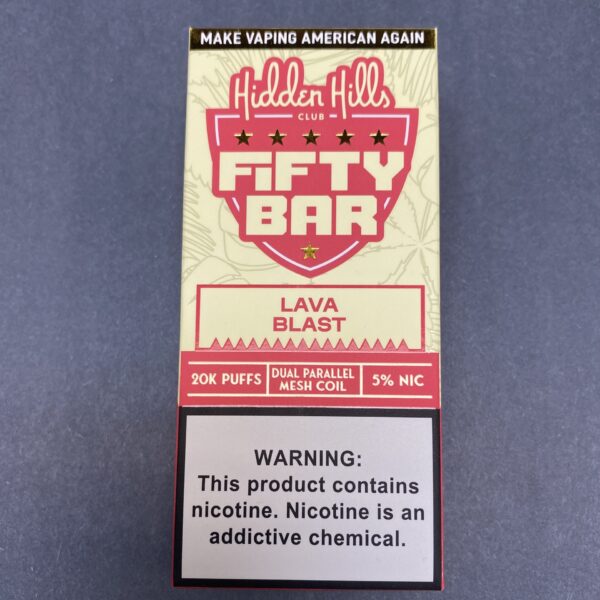 MAKE VAPING AMERICAN AGAIN
Hidden Hills
CLUB
FiFTY
BAR
LAVA
BLAST
20K PUFFS
DUAL PARALLEL
MESH COIL
5% NIC
WARNING:
This product contains
nicotine. Nicotine is an
addictive chemical.